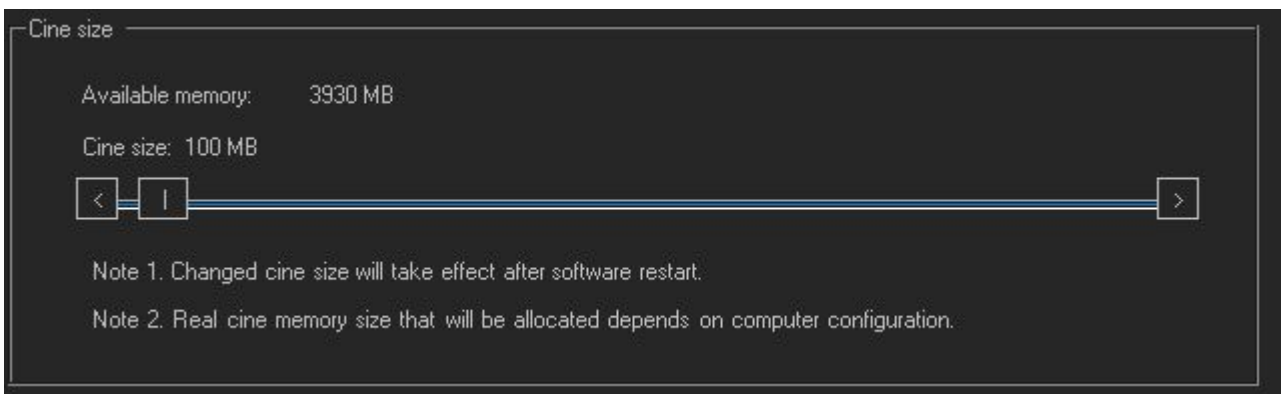 Cine size
Available memory: 3930 MB
Cine size: 100 MB
< | >
Note 1. Changed cine size will take effect after software restart.
Note 2. Real cine memory size that will be allocated depends on computer configuration.